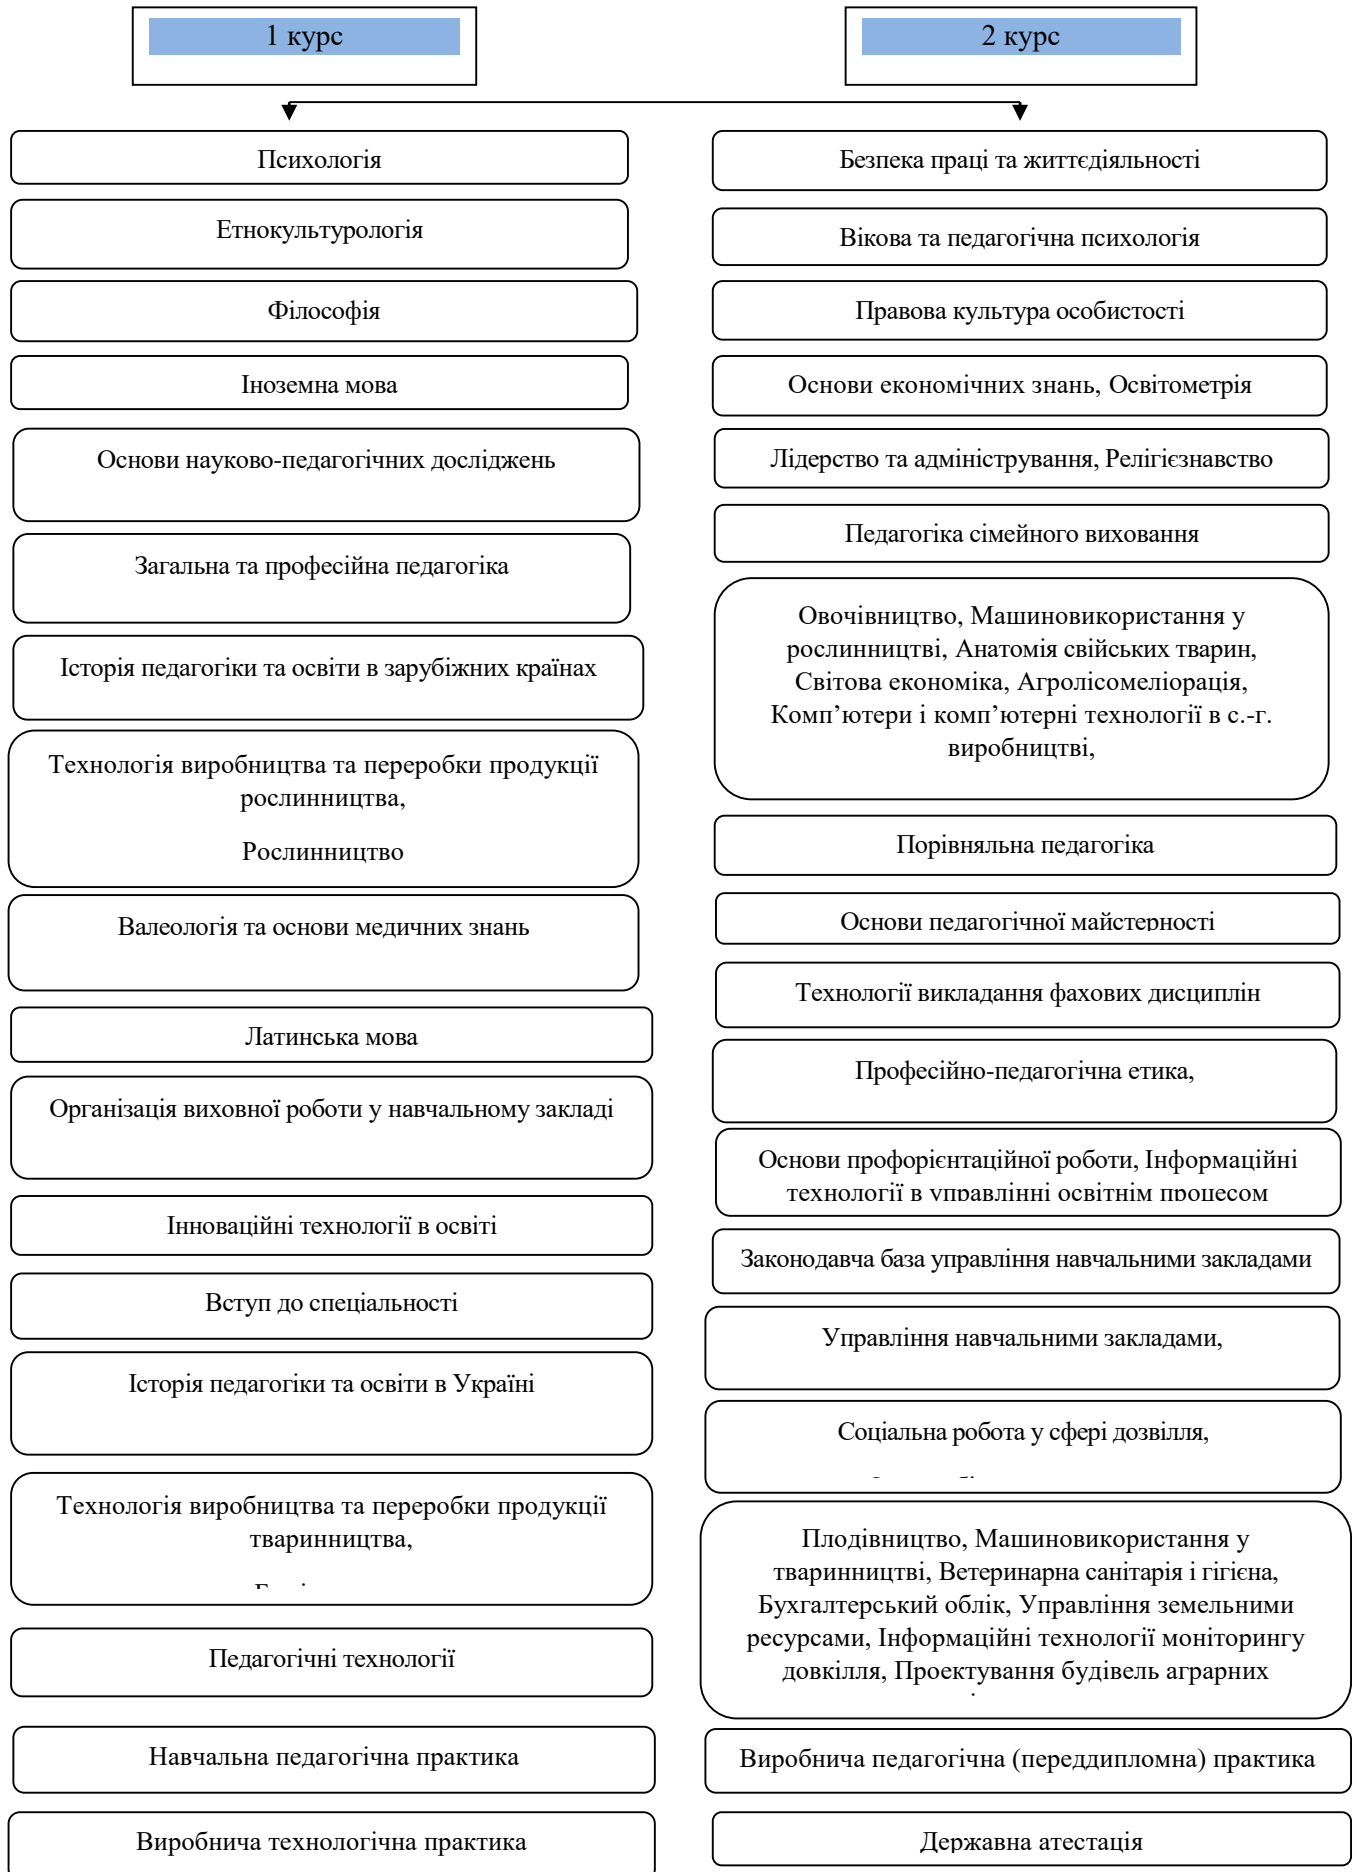 1 курс
Психологія
Етнокультурологія
Філософія
Іноземна мова
Основи науково-педагогічних досліджень
Загальна та професійна педагогіка
Історія педагогіки та освіти в зарубіжних країнах
Технологія виробництва та переробки продукції
рослинництва,
Рослинництво
Валеологія та основи медичних знань
Латинська мова
Організація виховної роботи у навчальному закладі
Інноваційні технології в освіті
Вступ до спеціальності
Історія педагогіки та освіти в Україні
Технологія виробництва та переробки продукції
тваринництва,
Педагогічні технології
Навчальна педагогічна практика
Виробнича технологічна практика
2 курс
Безпека праці та життєдіяльності
Вікова та педагогічна психологія
Правова культура особистості
Основи економічних знань, Освітометрія
Лідерство та адміністрування, Релігієзнавство
Педагогіка сімейного виховання
Овочівництво, Машиновикористання у
рослинництві, Анатомія свійських тварин,
Світова економіка, Агролісомеліорація,
Комп’ютери і комп’ютерні технології в с.-г.
виробництві,
Порівняльна педагогіка
Основи педагогічної майстерності
Технології викладання фахових дисциплін
Професійно-педагогічна етика,
Основи профорієнтаційної роботи, Інформаційні
технології в управлінні освітнім процесом
Законодавча база управління навчальними закладами
Управління навчальними закладами,
Соціальна робота у сфері дозвілля,
Плодівництво, Машиновикористання у
тваринництві, Ветеринарна санітарія і гігієна,
Бухгалтерський облік, Управління земельними
ресурсами, Інформаційні технології моніторингу
довкілля, Проектування будівель аграрних
Виробнича педагогічна (переддипломна) практика
Державна атестація